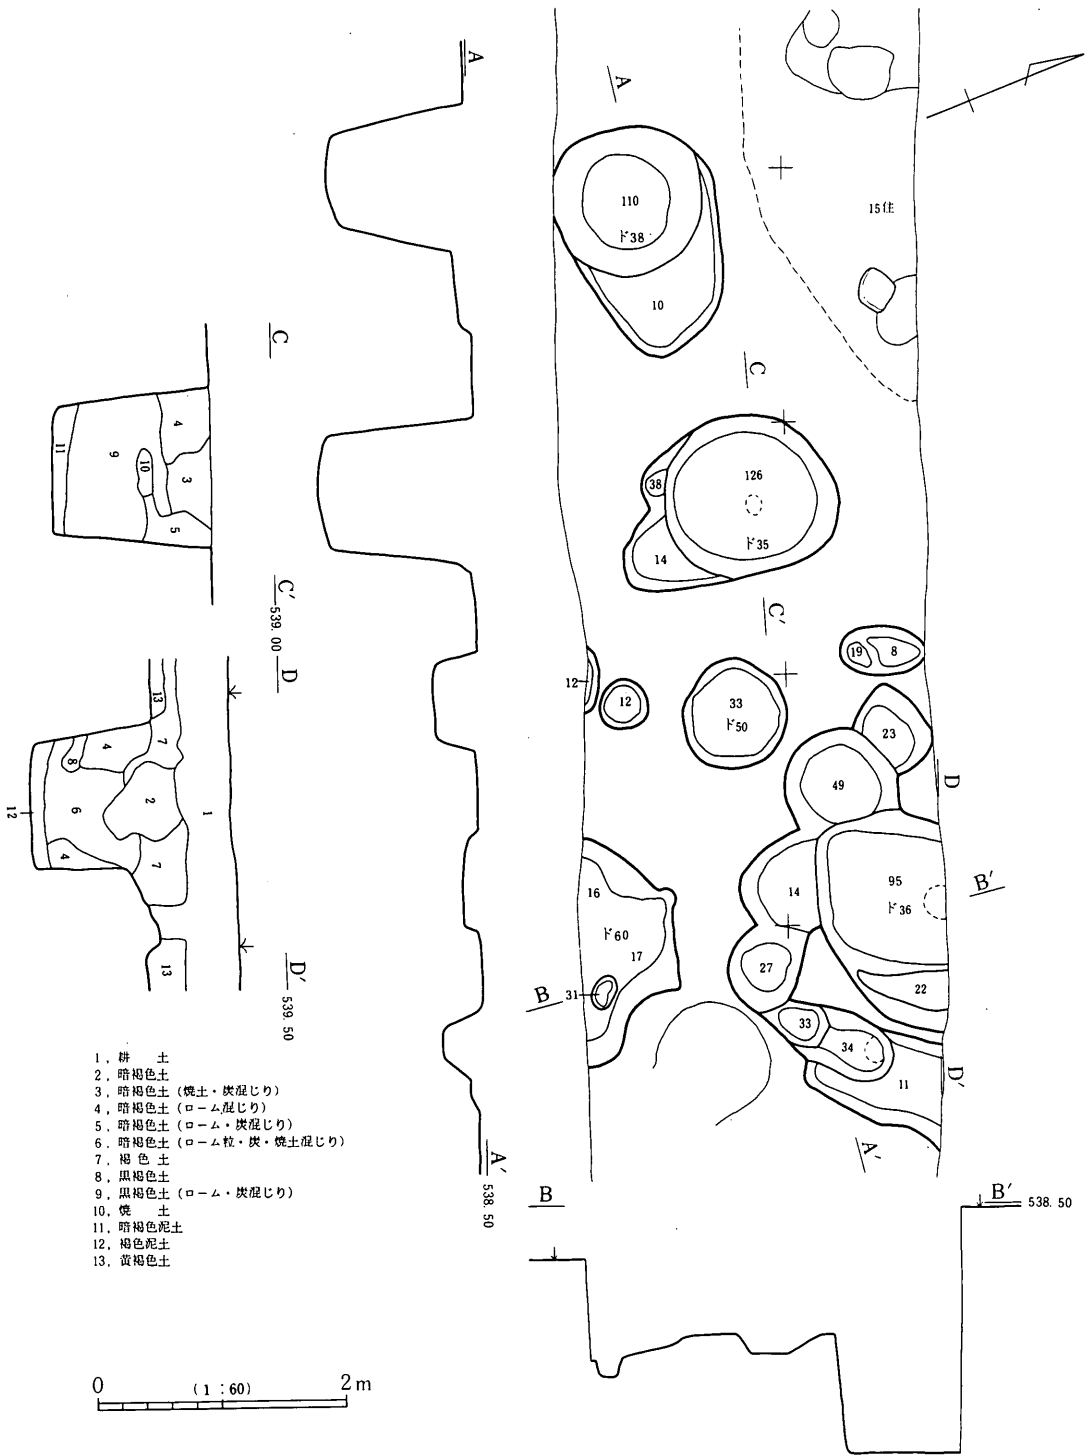 A
A
110
ド38
10
15住
C
C
126
ド35
38
14
4
11
9
10
3
5
C′
539.00
C′
D
19
8
12
12
33
ド50
23
49
D
13
7
4
8
2
1
6
12
4
7
13
D′
539.50
16
ド60
17
31
B
14
95
ド36
B′
27
22
33
34
11
D′
A′
A′
538.50
1, 耕　土
2, 暗褐色土
3, 暗褐色土 (焼土・炭混じり)
4, 暗褐色土 (ローム混じり)
5, 暗褐色土 (ローム・炭混じり)
6, 暗褐色土 (ローム粒・炭・焼土混じり)
7, 褐色土
8, 黒褐色土
9, 黒褐色土 (ローム・炭混じり)
10, 焼　土
11, 暗褐色泥土
12, 褐色泥土
13, 黄褐色土
B
B′ 538.50
0 (1:60) 2m